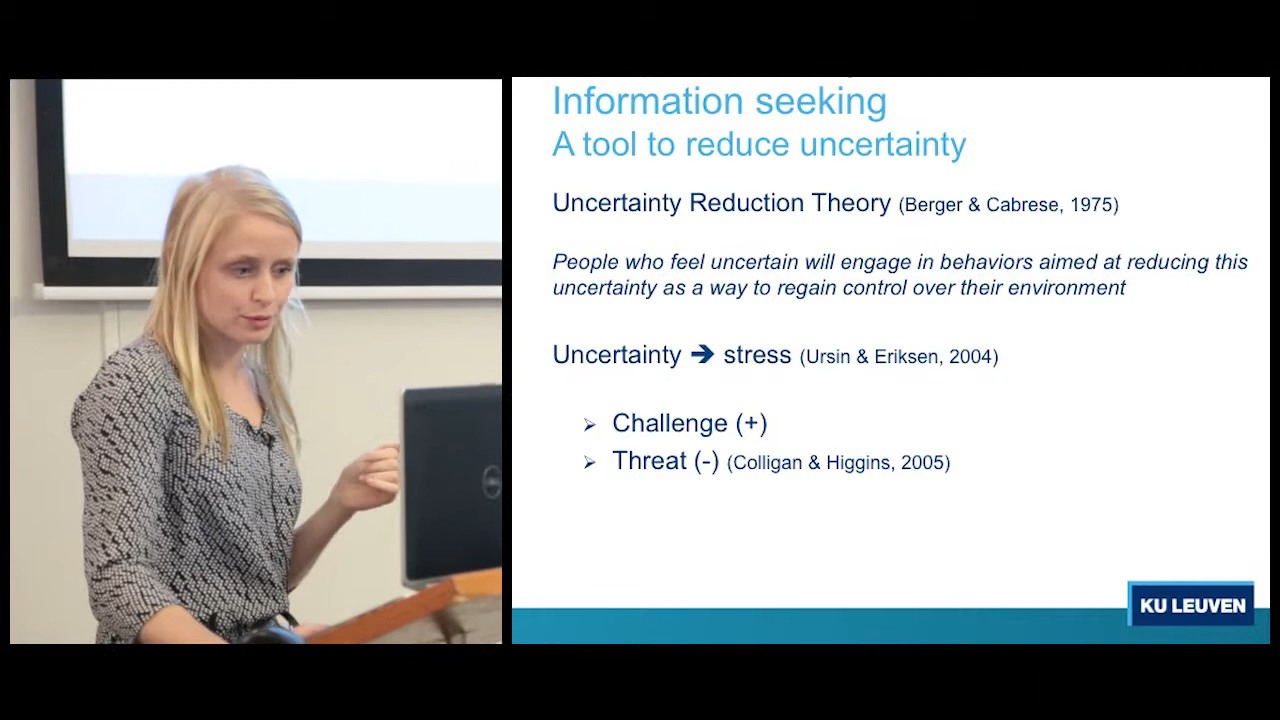 Information seeking
A tool to reduce uncertainty
Uncertainty Reduction Theory (Berger & Cabrese, 1975)
People who feel uncertain will engage in behaviors aimed at reducing this
uncertainty as a way to regain control over their environment
Uncertainty ➔ stress (Ursin & Eriksen, 2004)
➢ Challenge (+)
➢ Threat (-) (Colligan & Higgins, 2005)
KU LEUVEN